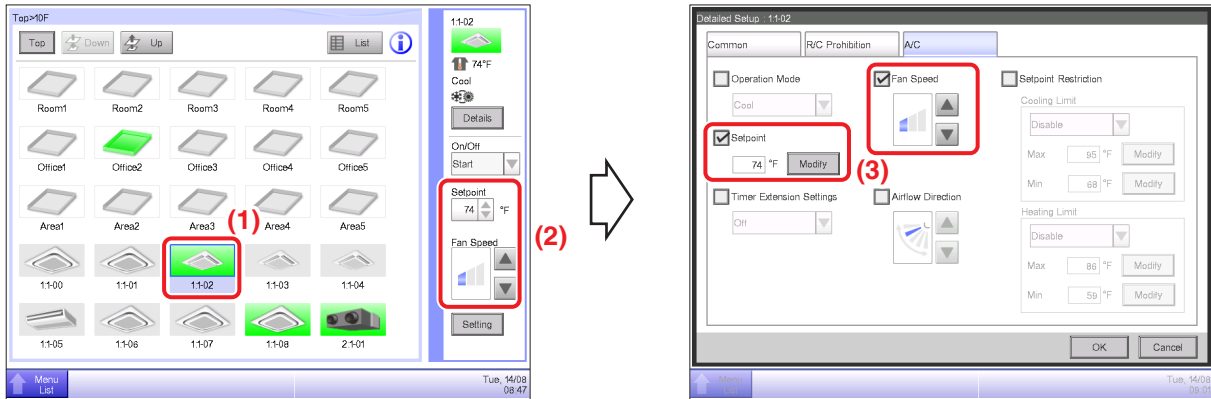 Top>10F
Top Down Up List
Room1 Room2 Room3 Room4 Room5
Office1 Office2 Office3 Office4 Office5
Area1 Area2 Area3 Area4 Area5
(1)
1:1-00 1:1-01 1:1-02 1:1-03 1:1-04
1:1-05 1:1-06 1:1-07 1:1-08 2:1-01
1:1-02
74°F
Cool
Details
On/Off
Start
Setpoint
74 °F
(2)
Fan Speed
Setting
Menu
List
Tue, 14/08
08:47
Detailed Setup : 1:1-02
Common R/C Prohibition A/C
Operation Mode
Cool
Setpoint
74 °F Modify
(3)
Timer Extension Settings
Off
Fan Speed
Airflow Direction
L
Setpoint Restriction
Cooling Limit
Disable
Max 95 °F Modify
Min 68 °F Modify
Heating Limit
Disable
Max 86 °F Modify
Min 59 °F Modify
OK Cancel
Menu
List
Tue, 14/08
09:01